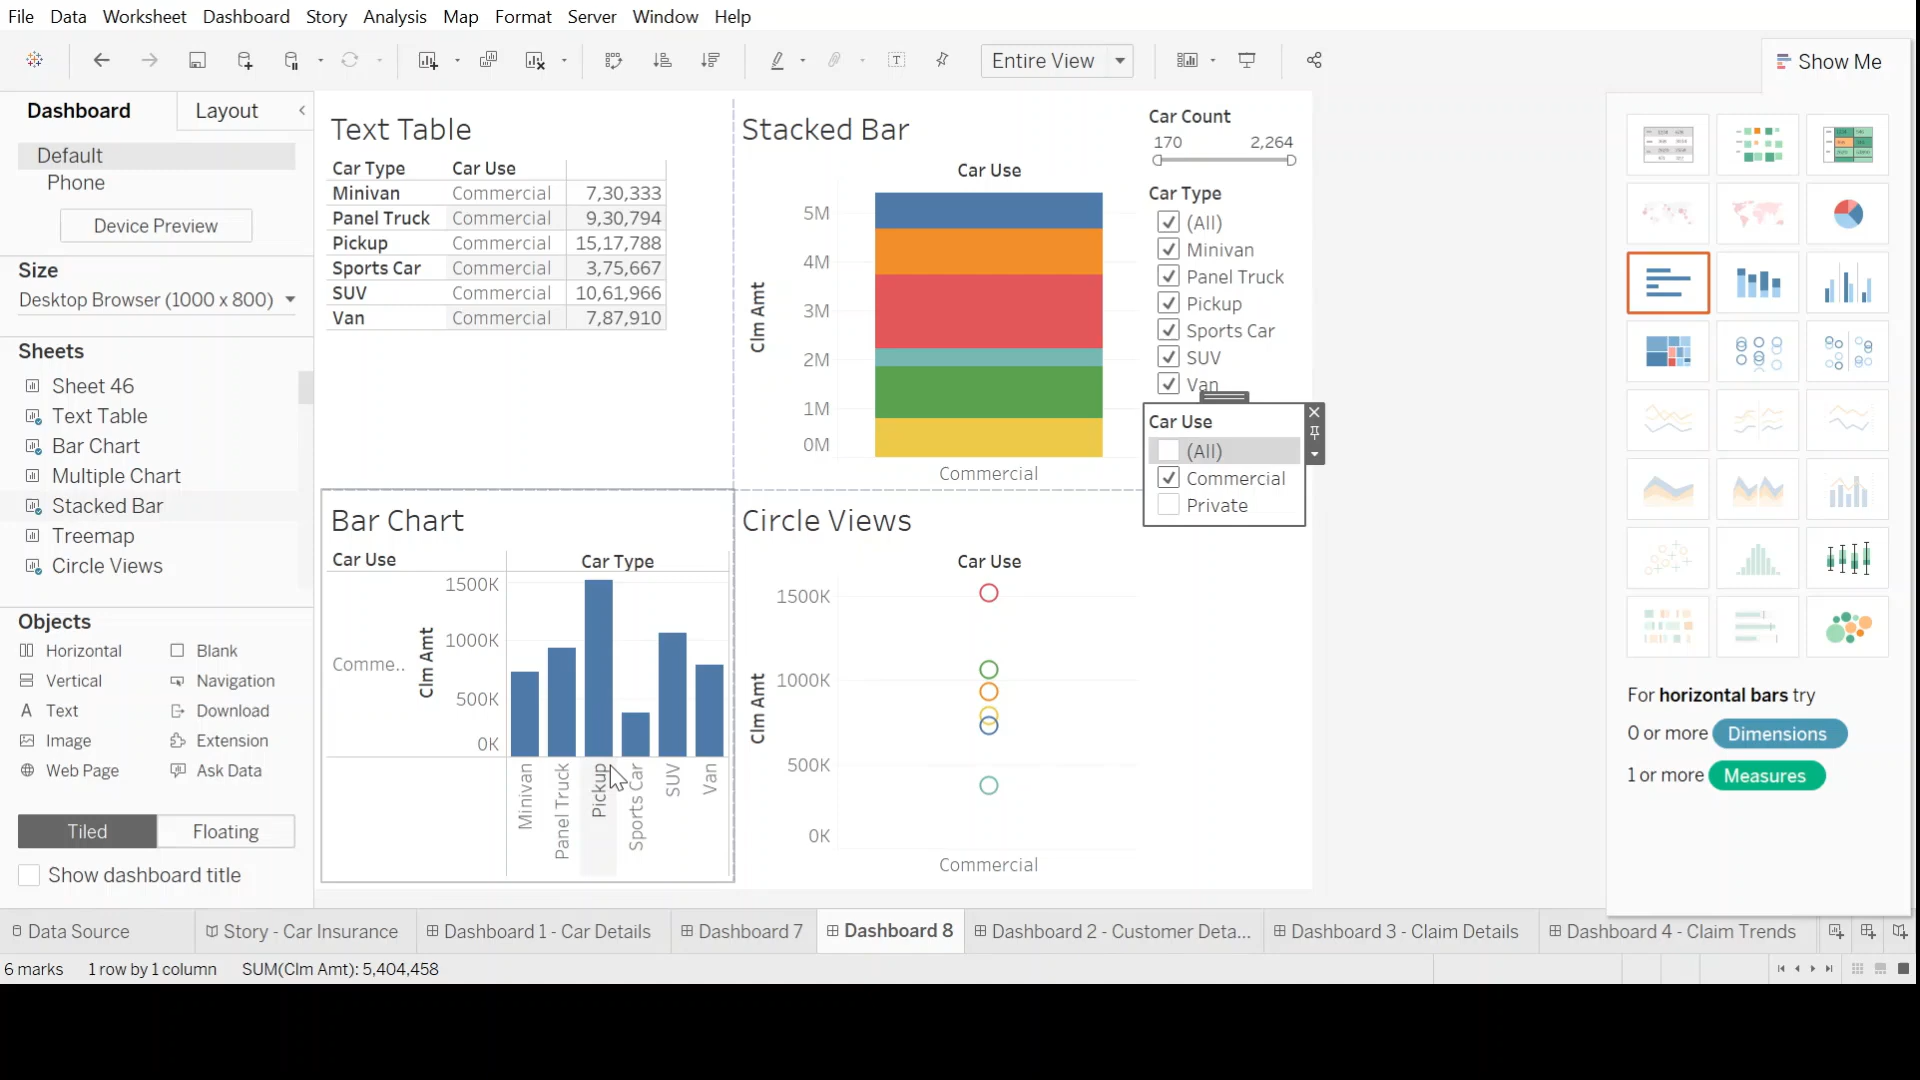 File Data Worksheet Dashboard Story Analysis Map Format Server Window Help
Entire View
Show Me
Dashboard Layout
Default
Phone
Device Preview
Size
Desktop Browser (1000 x 800)
Sheets
Sheet 46
Text Table
Bar Chart
Multiple Chart
Stacked Bar
Treemap
Circle Views
Objects
Horizontal Blank
Vertical Navigation
Text Download
Image Extension
Web Page Ask Data
Tiled Floating
Show dashboard title
Text Table
Car Type Car Use
Minivan Commercial 7,30,333
Panel Truck Commercial 9,30,794
Pickup Commercial 15,17,788
Sports Car Commercial 3,75,667
SUV Commercial 10,61,966
Van Commercial 7,87,910
Stacked Bar
Car Use
Clm Amt
5M
4M
3M
2M
1M
0M
Commercial
Car Count
170 2,264
Car Type
(All)
Minivan
Panel Truck
Pickup
Sports Car
SUV
Van
Car Use
(All)
Commercial
Private
Bar Chart
Car Use Car Type
Comme..
Clm Amt
1500K
1000K
500K
0K
Minivan
Panel Truck
Pickup
Sports Car
SUV
Van
Circle Views
Car Use
Clm Amt
1500K
1000K
500K
0K
Commercial
For horizontal bars try
0 or more Dimensions
1 or more Measures
Data Source Story - Car Insurance Dashboard 1 - Car Details Dashboard 7 Dashboard 8 Dashboard 2 - Customer Deta... Dashboard 3 - Claim Details Dashboard 4 - Claim Trends
6 marks 1 row by 1 column SUM(Clm Amt): 5,404,458